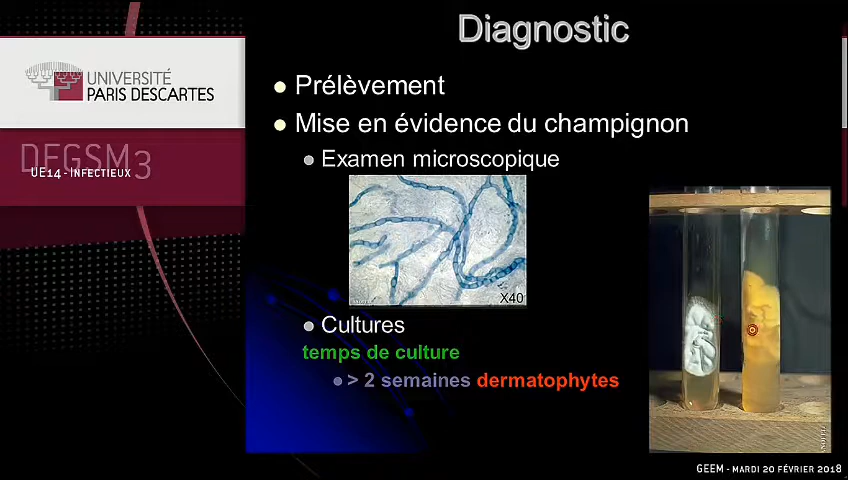 Diagnostic
UNIVERSITÉ
PARIS DESCARTES
DFGSM3
UE14 - INFECTIEUX
Prélèvement
Mise en évidence du champignon
Examen microscopique
X40
Cultures
temps de culture
> 2 semaines dermatophytes
GEEM - MARDI 20 FÉVRIER 2018